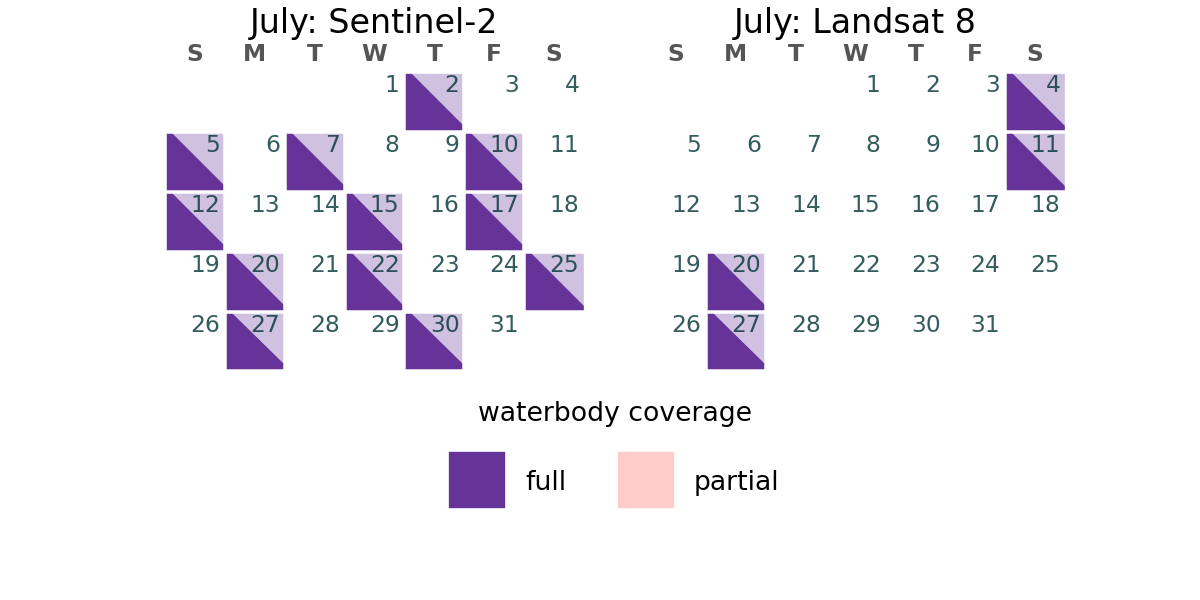 July: Sentinel-2
S M T W T F S
1 2 3 4
5 6 7 8 9 10 11
12 13 14 15 16 17 18
19 20 21 22 23 24 25
26 27 28 29 30 31
July: Landsat 8
S M T W T F S
1 2 3 4
5 6 7 8 9 10 11
12 13 14 15 16 17 18
19 20 21 22 23 24 25
26 27 28 29 30 31
waterbody coverage
full partial